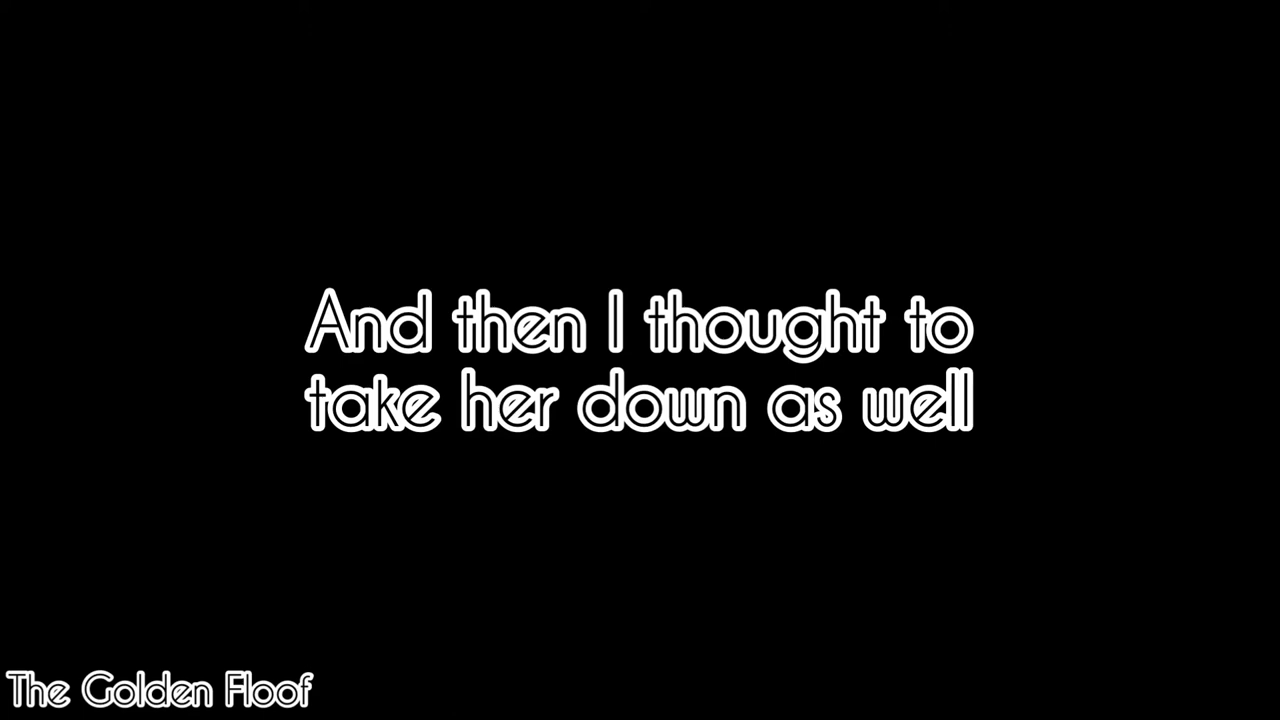 And then I thought to
take her down as well
The Golden Floof